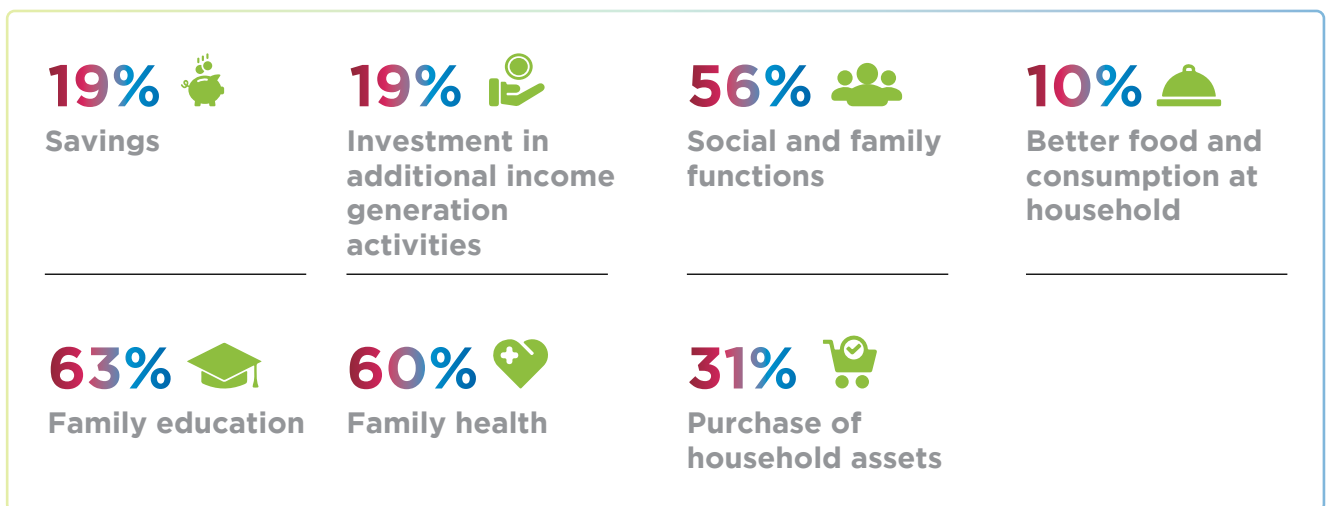 19%
Savings
19%
Investment in
additional income
generation
activities
56%
Social and family
functions
10%
Better food and
consumption at
household
63%
Family education
60%
Family health
31%
Purchase of
household assets